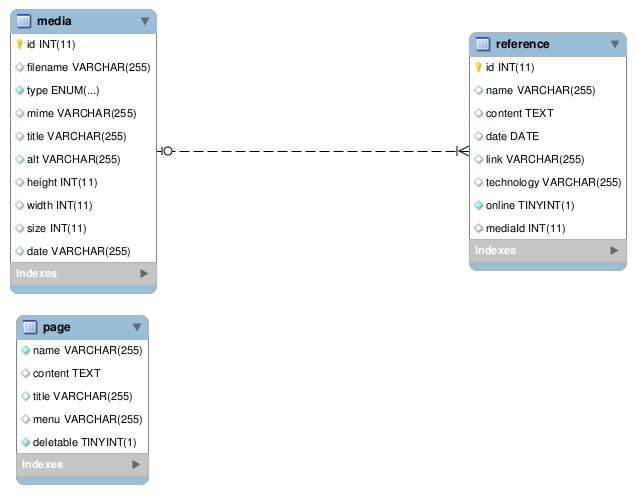 media
id INT(11)
filename VARCHAR(255)
type ENUM(...)
mime VARCHAR(255)
title VARCHAR(255)
alt VARCHAR(255)
height INT(11)
width INT(11)
size INT(11)
date VARCHAR(255)
Indexes
reference
id INT(11)
name VARCHAR(255)
content TEXT
date DATE
link VARCHAR(255)
technology VARCHAR(255)
online TINYINT(1)
mediaId INT(11)
Indexes
page
name VARCHAR(255)
content TEXT
title VARCHAR(255)
menu VARCHAR(255)
deletable TINYINT(1)
Indexes